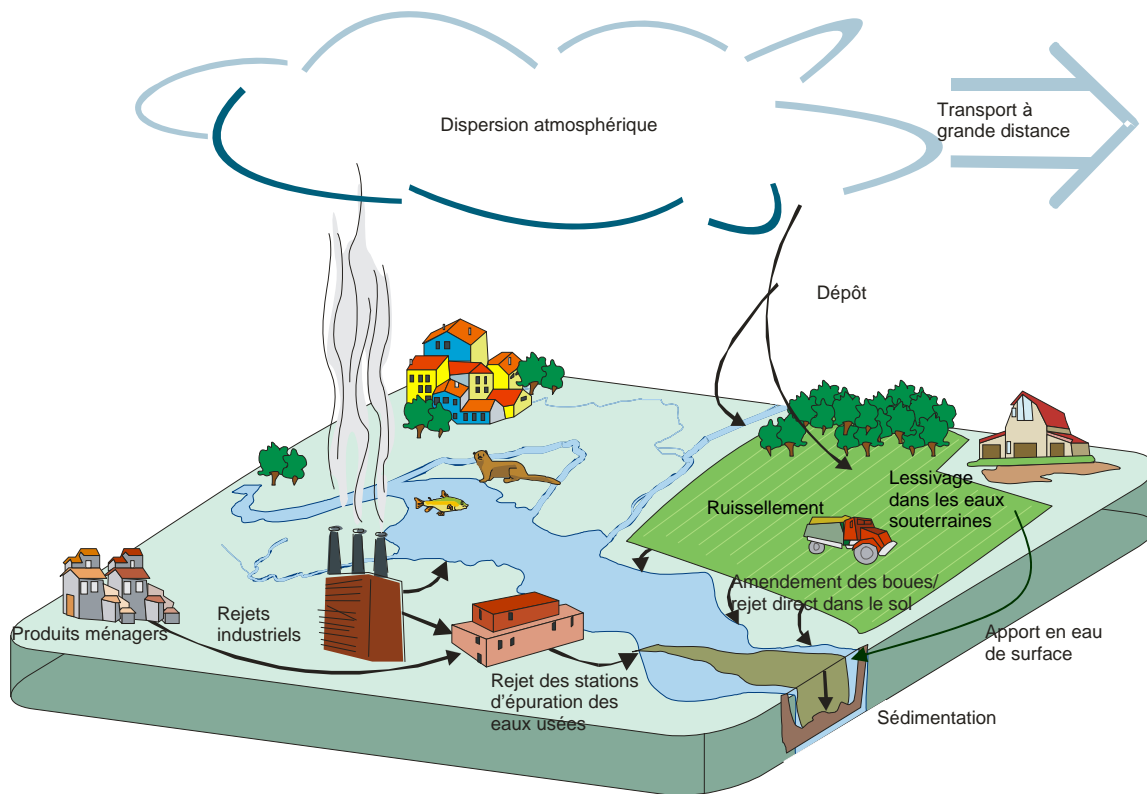 Dispersion atmosphérique
Transport à
grande distance
Dépôt
Lessivage
dans les eaux
souterraines
Ruissellement
Amendement des boues/
rejet direct dans le sol
Produits ménagers
Rejets
industriels
Apport en eau
de surface
Rejet des stations
d'épuration des
eaux usées
Sédimentation